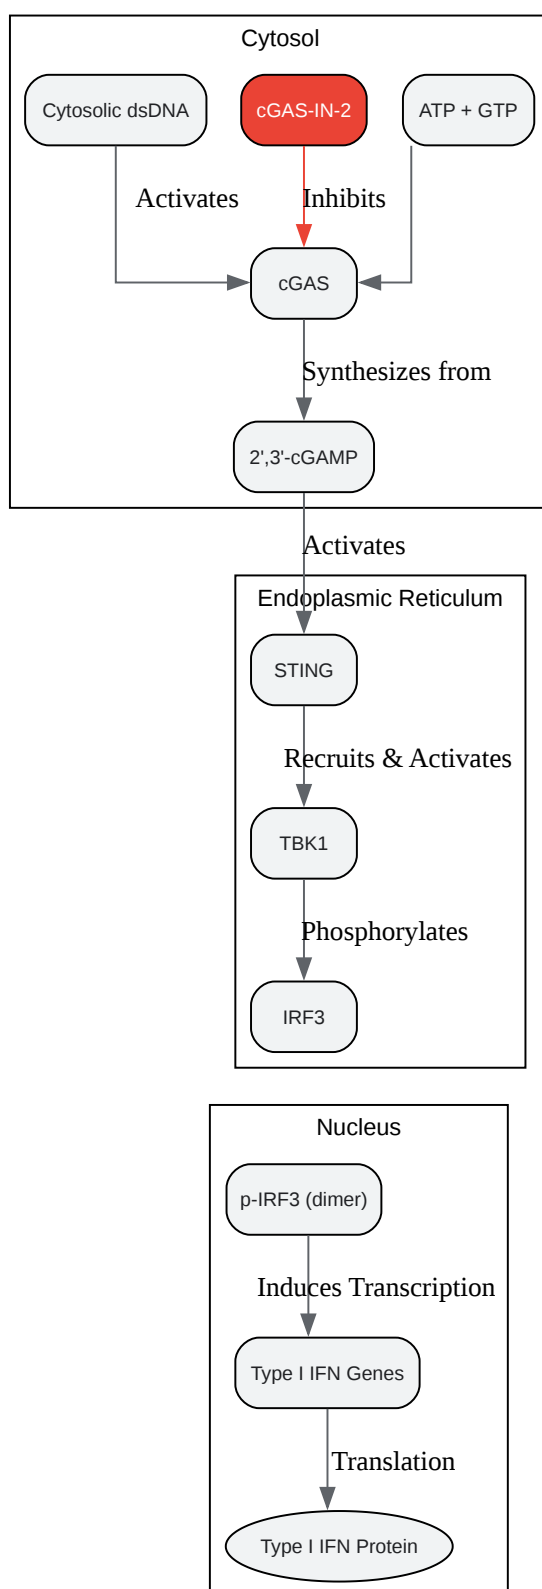 Cytosol
Cytosolic dsDNA
cGAS-IN-2
ATP + GTP
Activates
Inhibits
cGAS
Synthesizes from
2',3'-cGAMP
Activates
Endoplasmic Reticulum
STING
Recruits & Activates
TBK1
Phosphorylates
IRF3
Nucleus
p-IRF3 (dimer)
Induces Transcription
Type I IFN Genes
Translation
Type I IFN Protein